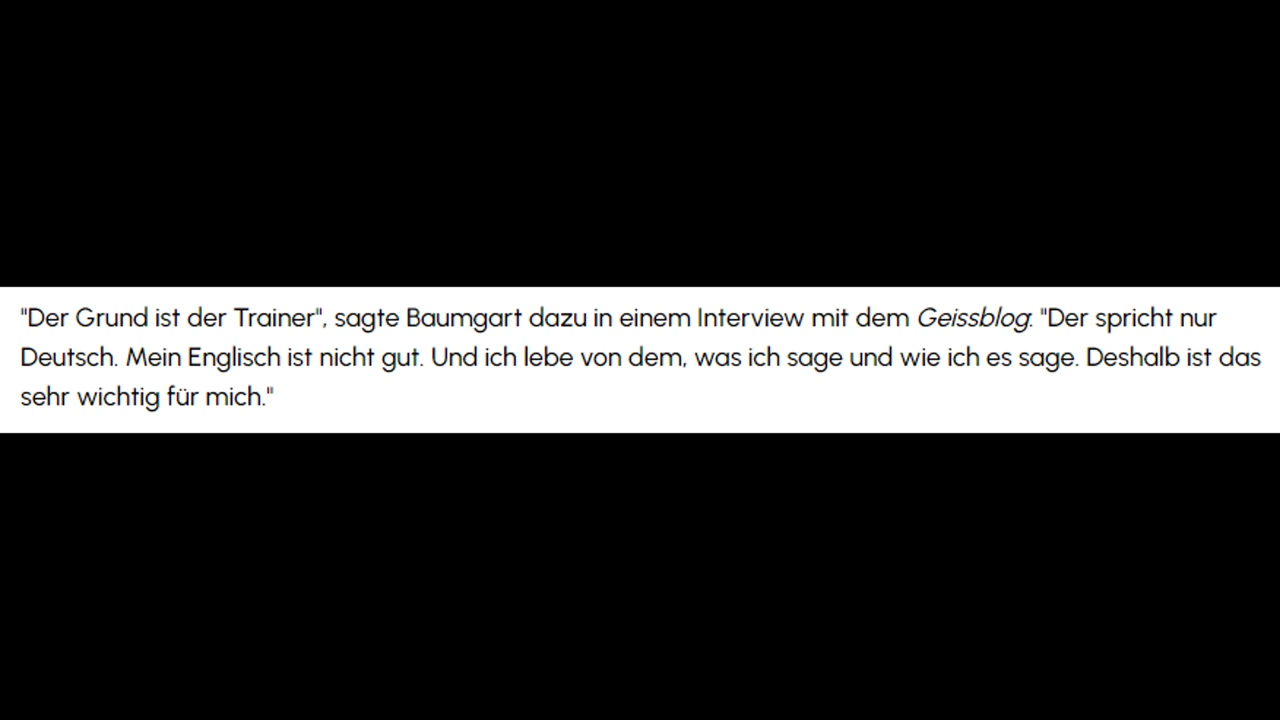 "Der Grund ist der Trainer", sagte Baumgart dazu in einem Interview mit dem Geissblog: "Der spricht nur
Deutsch. Mein Englisch ist nicht gut. Und ich lebe von dem, was ich sage und wie ich es sage. Deshalb ist das
sehr wichtig für mich."